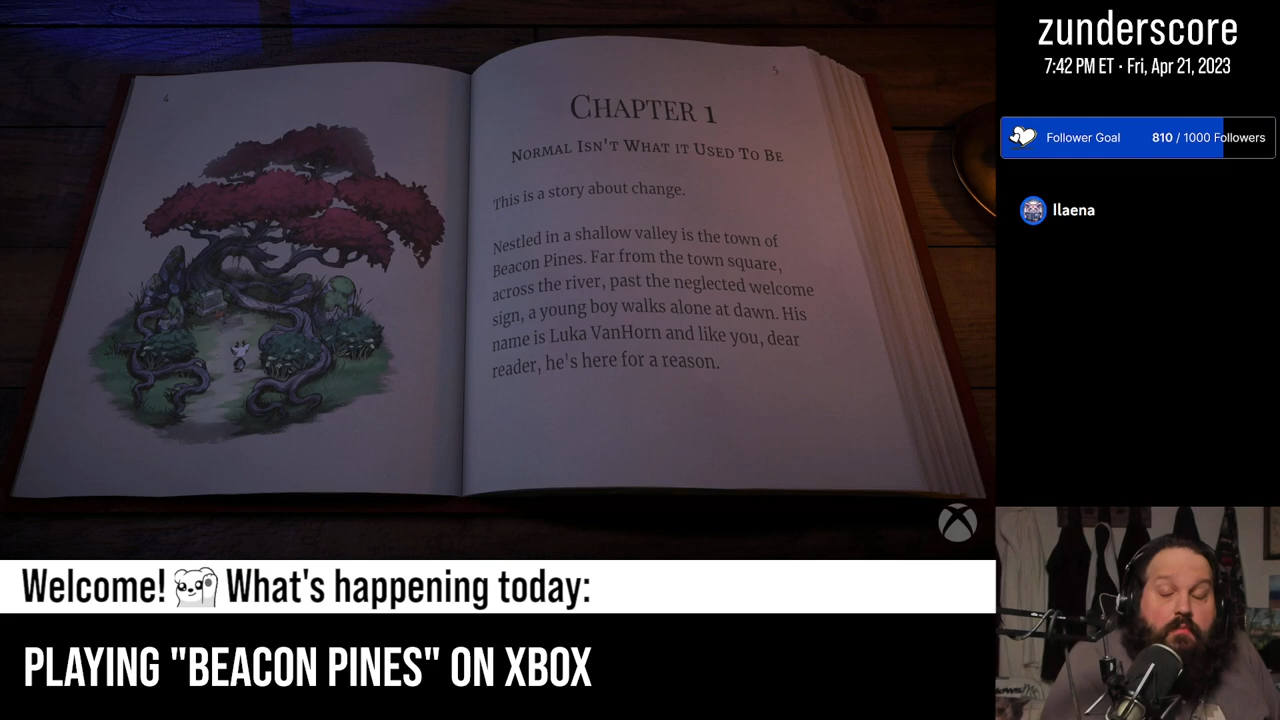 4
5
CHAPTER 1
NORMAL ISN'T WHAT IT USED TO BE
This is a story about change.
Nestled in a shallow valley is the town of
Beacon Pines. Far from the town square,
across the river, past the neglected welcome
sign, a young boy walks alone at dawn. His
name is Luka VanHorn and like you, dear
reader, he's here for a reason.
zunderscore
7:42 PM ET · Fri, Apr 21, 2023
Follower Goal 810 / 1000 Followers
Ilaena
Welcome! What's happening today:
PLAYING "BEACON PINES" ON XBOX